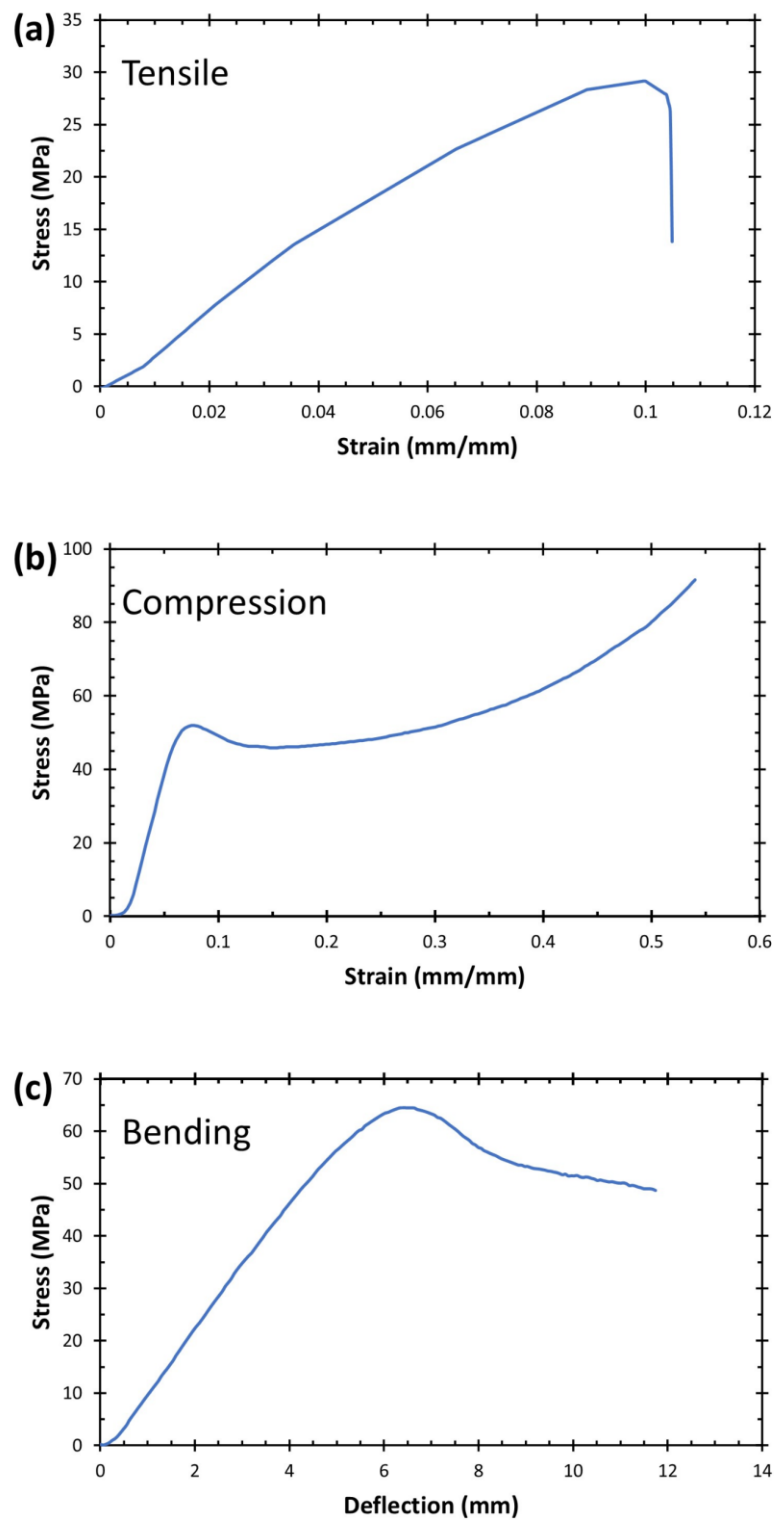 (a)
Tensile
35
30
25
20
15
10
5
0
Stress (MPa)
0 0.02 0.04 0.06 0.08 0.1 0.12
Strain (mm/mm)
(b)
Compression
100
80
60
40
20
0
Stress (MPa)
0 0.1 0.2 0.3 0.4 0.5 0.6
Strain (mm/mm)
(c)
Bending
70
60
50
40
30
20
10
0
Stress (MPa)
0 2 4 6 8 10 12 14
Deflection (mm)